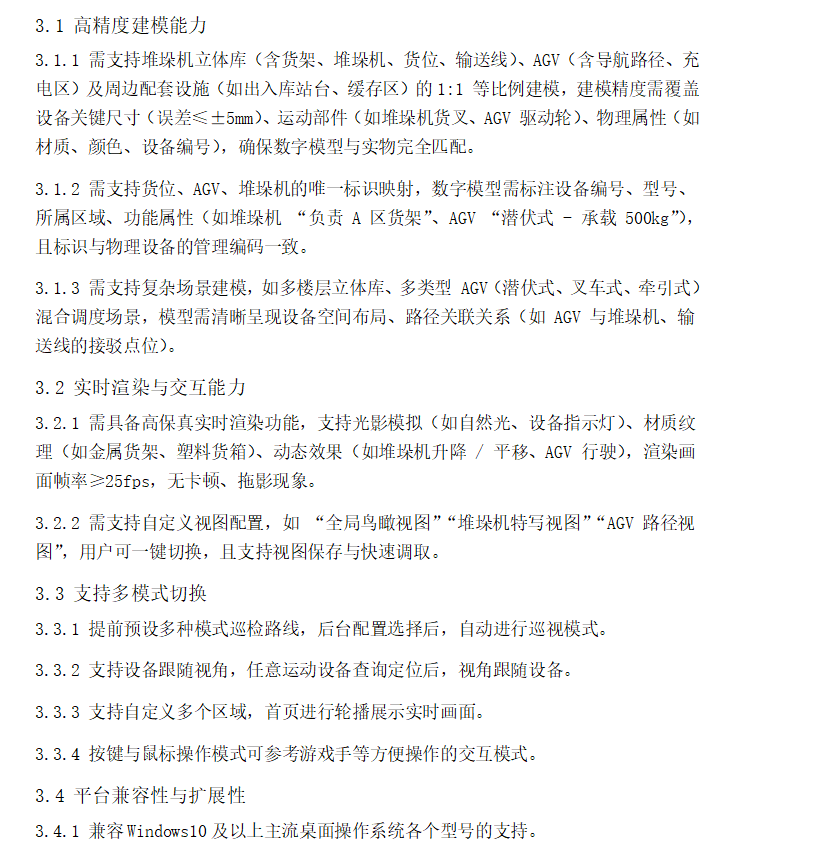 3.1 高精度建模能力
3.1.1 需支持堆垛机立体库（含货架、堆垛机、货位、输送线）、AGV（含导航路径、充
电区）及周边配套设施（如出入库站台、缓存区）的1:1 等比例建模，建模精度需覆盖
设备关键尺寸（误差≤±5mm）、运动部件（如堆垛机货叉、AGV 驱动轮）、物理属性（如
材质、颜色、设备编号），确保数字模型与实物完全匹配。
3.1.2 需支持货位、AGV、堆垛机的唯一标识映射，数字模型需标注设备编号、型号、
所属区域、功能属性（如堆垛机 “负责 A 区货架”、AGV “潜伏式 - 承载 500kg”），
且标识与物理设备的管理编码一致。
3.1.3 需支持复杂场景建模，如多楼层立体库、多类型 AGV（潜伏式、叉车式、牵引式）
混合调度场景，模型需清晰呈现设备空间布局、路径关联关系（如 AGV 与堆垛机、输
送线的接驳点位）。
3.2 实时渲染与交互能力
3.2.1 需具备高保真实时渲染功能，支持光影模拟（如自然光、设备指示灯）、材质纹
理（如金属货架、塑料货箱）、动态效果（如堆垛机升降 / 平移、AGV 行驶），渲染画
面帧率≥25fps，无卡顿、拖影现象。
3.2.2 需支持自定义视图配置，如 “全局鸟瞰视图”“堆垛机特写视图”“AGV 路径视
图”，用户可一键切换，且支持视图保存与快速调取。
3.3 支持多模式切换
3.3.1 提前预设多种模式巡检路线，后台配置选择后，自动进行巡视模式。
3.3.2 支持设备跟随视角，任意运动设备查询定位后，视角跟随设备。
3.3.3 支持自定义多个区域，首页进行轮播展示实时画面。
3.3.4 按键与鼠标操作模式可参考游戏手等方便操作的交互模式。
3.4 平台兼容性与扩展性
3.4.1 兼容Windows10 及以上主流桌面操作系统各个型号的支持。